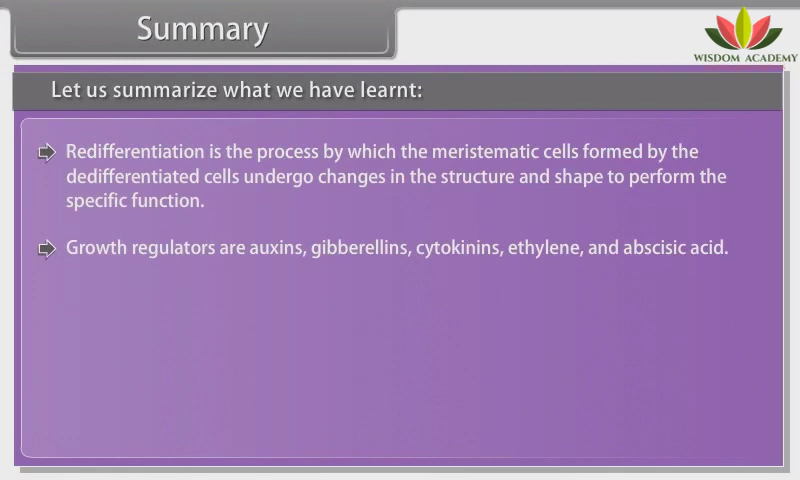 Summary
WISDOM ACADEMY
Let us summarize what we have learnt:
Redifferentiation is the process by which the meristematic cells formed by the
dedifferentiated cells undergo changes in the structure and shape to perform the
specific function.
Growth regulators are auxins, gibberellins, cytokinins, ethylene, and abscisic acid.